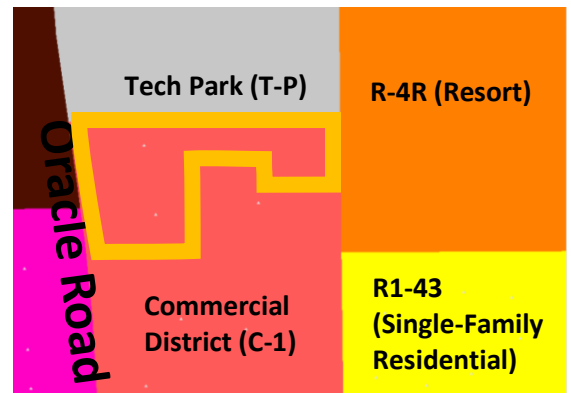 Tech Park (T-P)
R-4R (Resort)
Oracle Road
Commercial
District (C-1)
R1-43
(Single-Family
Residential)